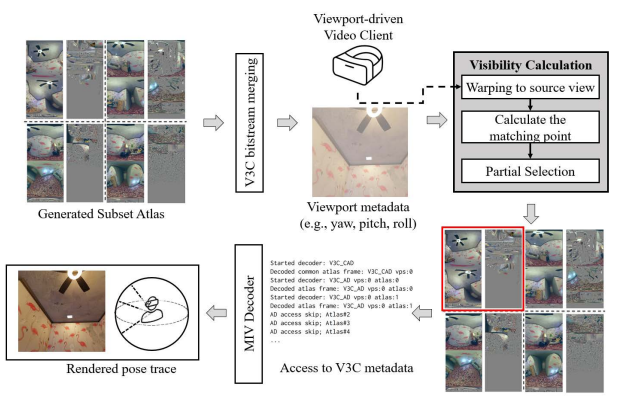 Viewport-driven
Video Client
Generated Subset Atlas
V3C bitstream merging
Viewport metadata
(e.g., yaw, pitch, roll)
Visibility Calculation
Warping to source view
Calculate the
matching point
Partial Selection
Rendered pose trace
MIV Decoder
Started decoder: V3C_CAD
Decoded common atlas frame: V3C_CAD vps:0
Started decoder: V3C_AD vps:0 atlas:0
Decoded atlas frame: V3C_AD vps:0 atlas:0
Started decoder: V3C_AD vps:0 atlas:1
Decoded atlas frame: V3C_AD vps:0 atlas:1
AD access skip; Atlas#2
AD access skip; Atlas#3
AD access skip; Atlas#4
...
Access to V3C metadata